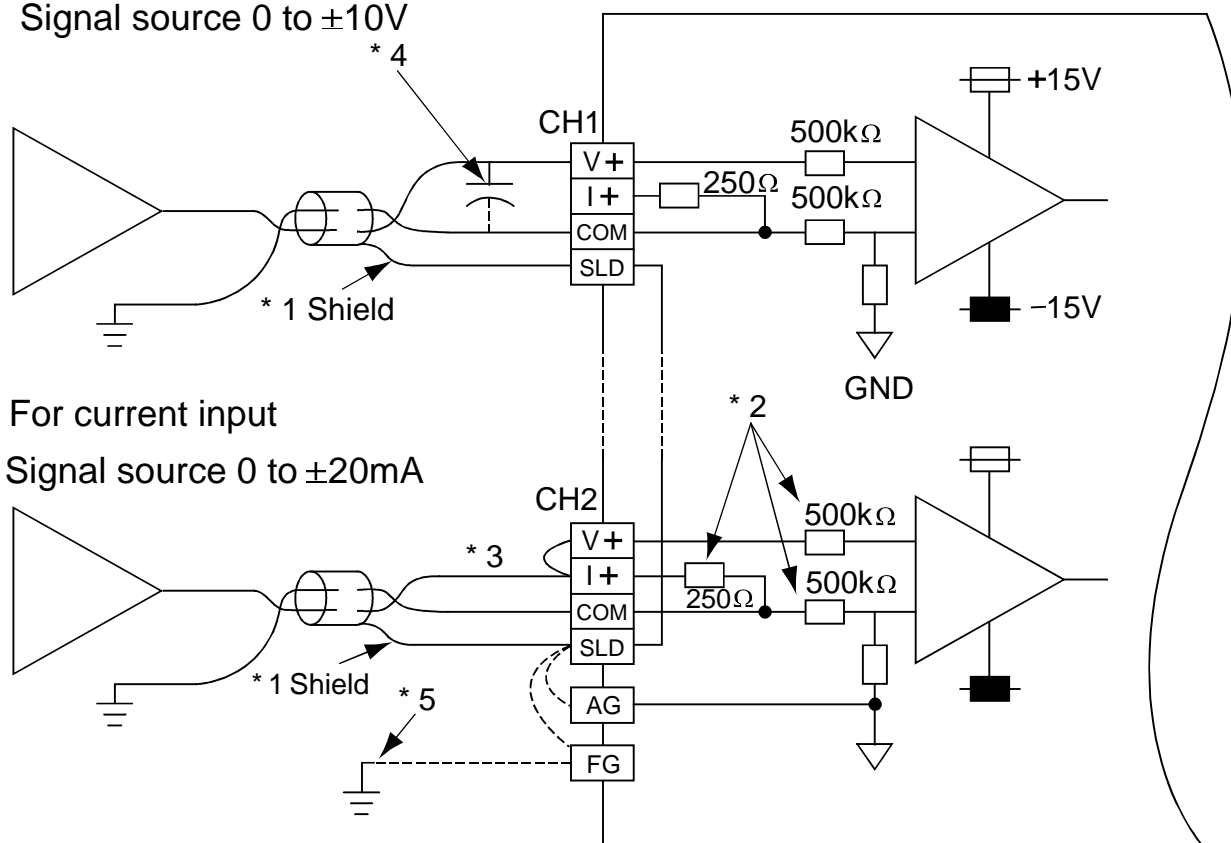 Signal source 0 to ±10V
* 4
CH1
V+
I+
COM
SLD
* 1 Shield
500kΩ
250Ω
500kΩ
+15V
−15V
GND
For current input
Signal source 0 to ±20mA
* 2
CH2
V+
I+
COM
SLD
AG
FG
* 3
* 1 Shield
* 5
500kΩ
250Ω
500kΩ